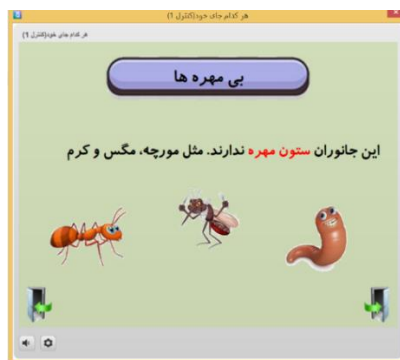 هر کدام جای خود(کنترل 1)
هر کدام جای خود(کنترل 1)
بی مهره ها
این جانوران ستون مهره ندارند. مثل مورچه، مگس و کرم